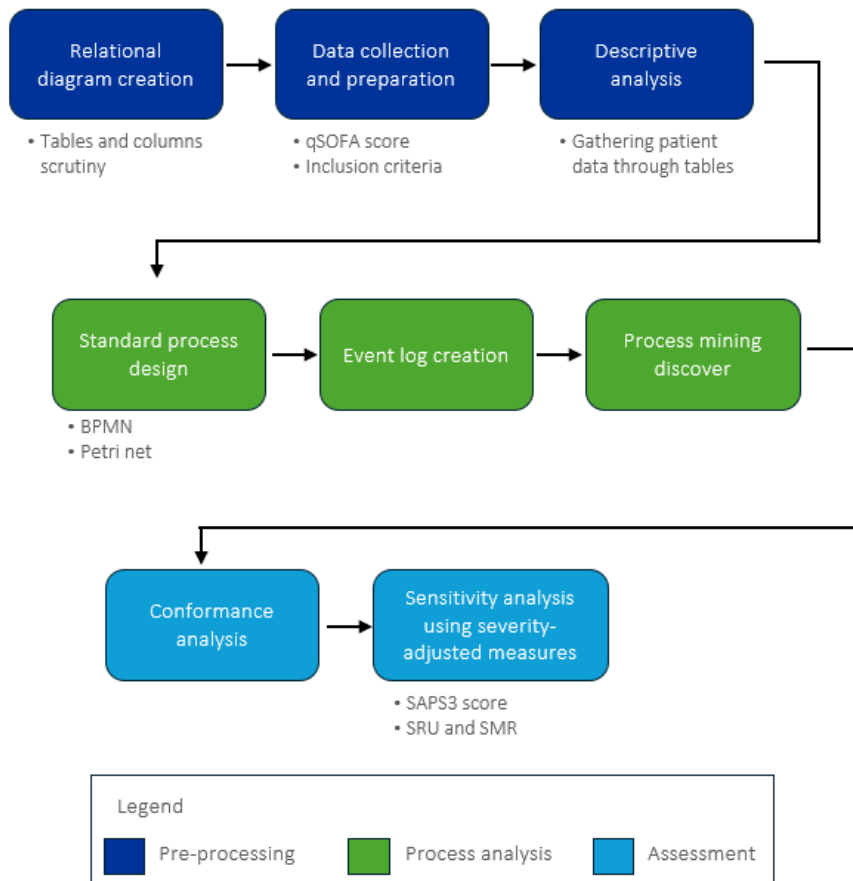 Relational
diagram creation
Data collection
and preparation
Descriptive
analysis
• Tables and columns
scrutiny
• qSOFA score
• Inclusion criteria
• Gathering patient
data through tables
Standard process
design
Event log creation
Process mining
discover
• BPMN
• Petri net
Conformance
analysis
Sensitivity analysis
using severity-
adjusted measures
• SAPS3 score
• SRU and SMR
Legend
Pre-processing
Process analysis
Assessment